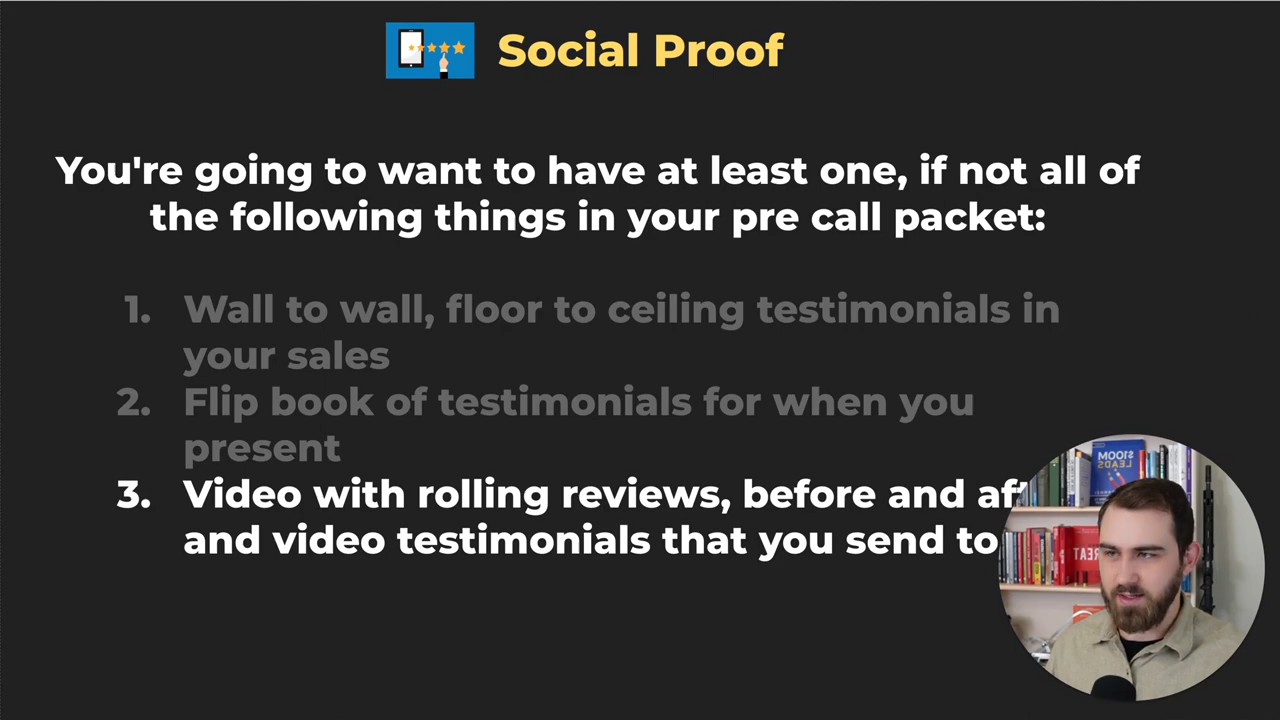 Social Proof
You're going to want to have at least one, if not all of
the following things in your pre call packet:
1. Wall to wall, floor to ceiling testimonials in
your sales
2. Flip book of testimonials for when you
present
3. Video with rolling reviews, before and
and video testimonials that you send to
$100M
LEADS